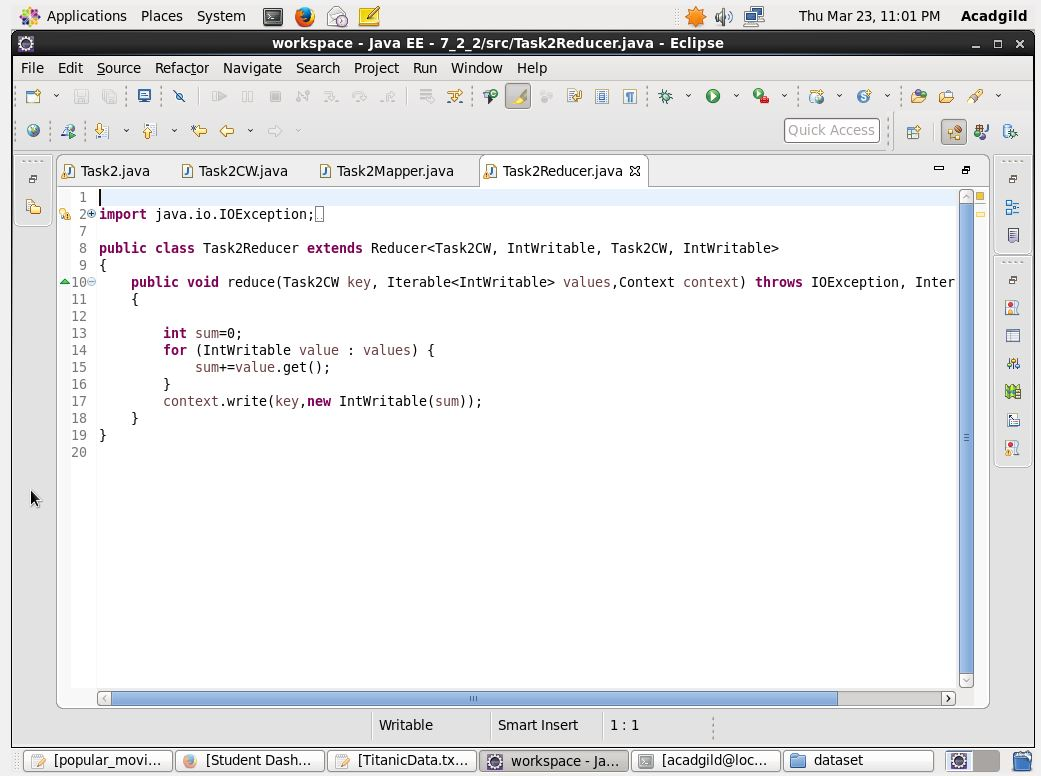 Applications Places System Thu Mar 23, 11:01 PM Acadgild
workspace - Java EE - 7_2_2/src/Task2Reducer.java - Eclipse
File Edit Source Refactor Navigate Search Project Run Window Help
Quick Access
Task2.java Task2CW.java Task2Mapper.java Task2Reducer.java
1
2 import java.io.IOException;
7
8 public class Task2Reducer extends Reducer<Task2CW, IntWritable, Task2CW, IntWritable>
9 {
10 public void reduce(Task2CW key, Iterable<IntWritable> values,Context context) throws IOException, Inter
11 {
12
13 int sum=0;
14 for (IntWritable value : values) {
15 sum+=value.get();
16 }
17 context.write(key,new IntWritable(sum));
18 }
19 }
20
Writable Smart Insert 1 : 1
[popular_movi... [Student Dash... [TitanicData.tx... workspace - Ja... [acadgild@loc... dataset